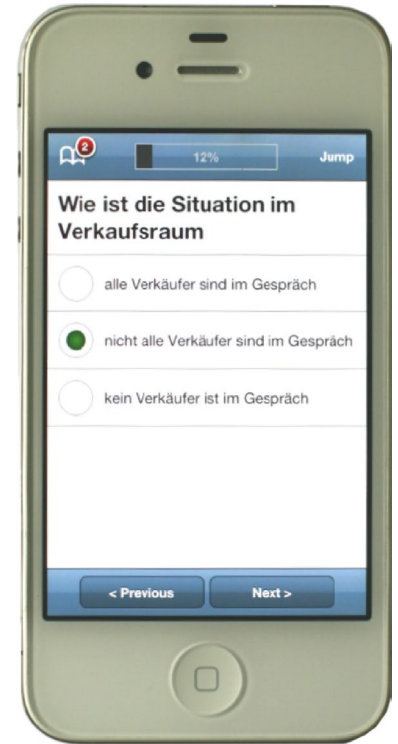 2
12%
Jump
Wie ist die Situation im
Verkaufsraum
alle Verkäufer sind im Gespräch
nicht alle Verkäufer sind im Gespräch
kein Verkäufer ist im Gespräch
< Previous
Next >